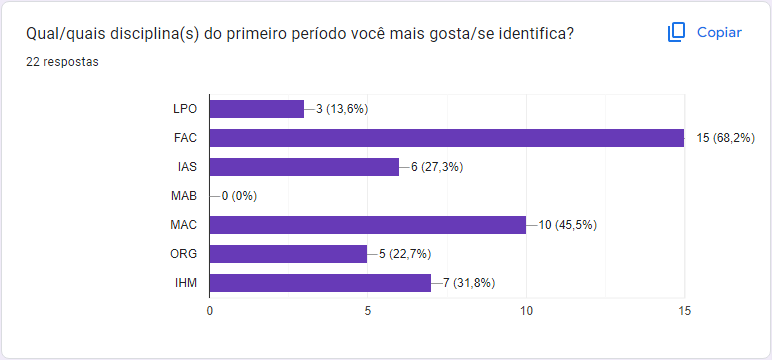 Qual/quais disciplina(s) do primeiro período você mais gosta/se identifica?
Copiar
22 respostas
LPO 3 (13,6%)
FAC 15 (68,2%)
IAS 6 (27,3%)
MAB 0 (0%)
MAC 10 (45,5%)
ORG 5 (22,7%)
IHM 7 (31,8%)
0 5 10 15